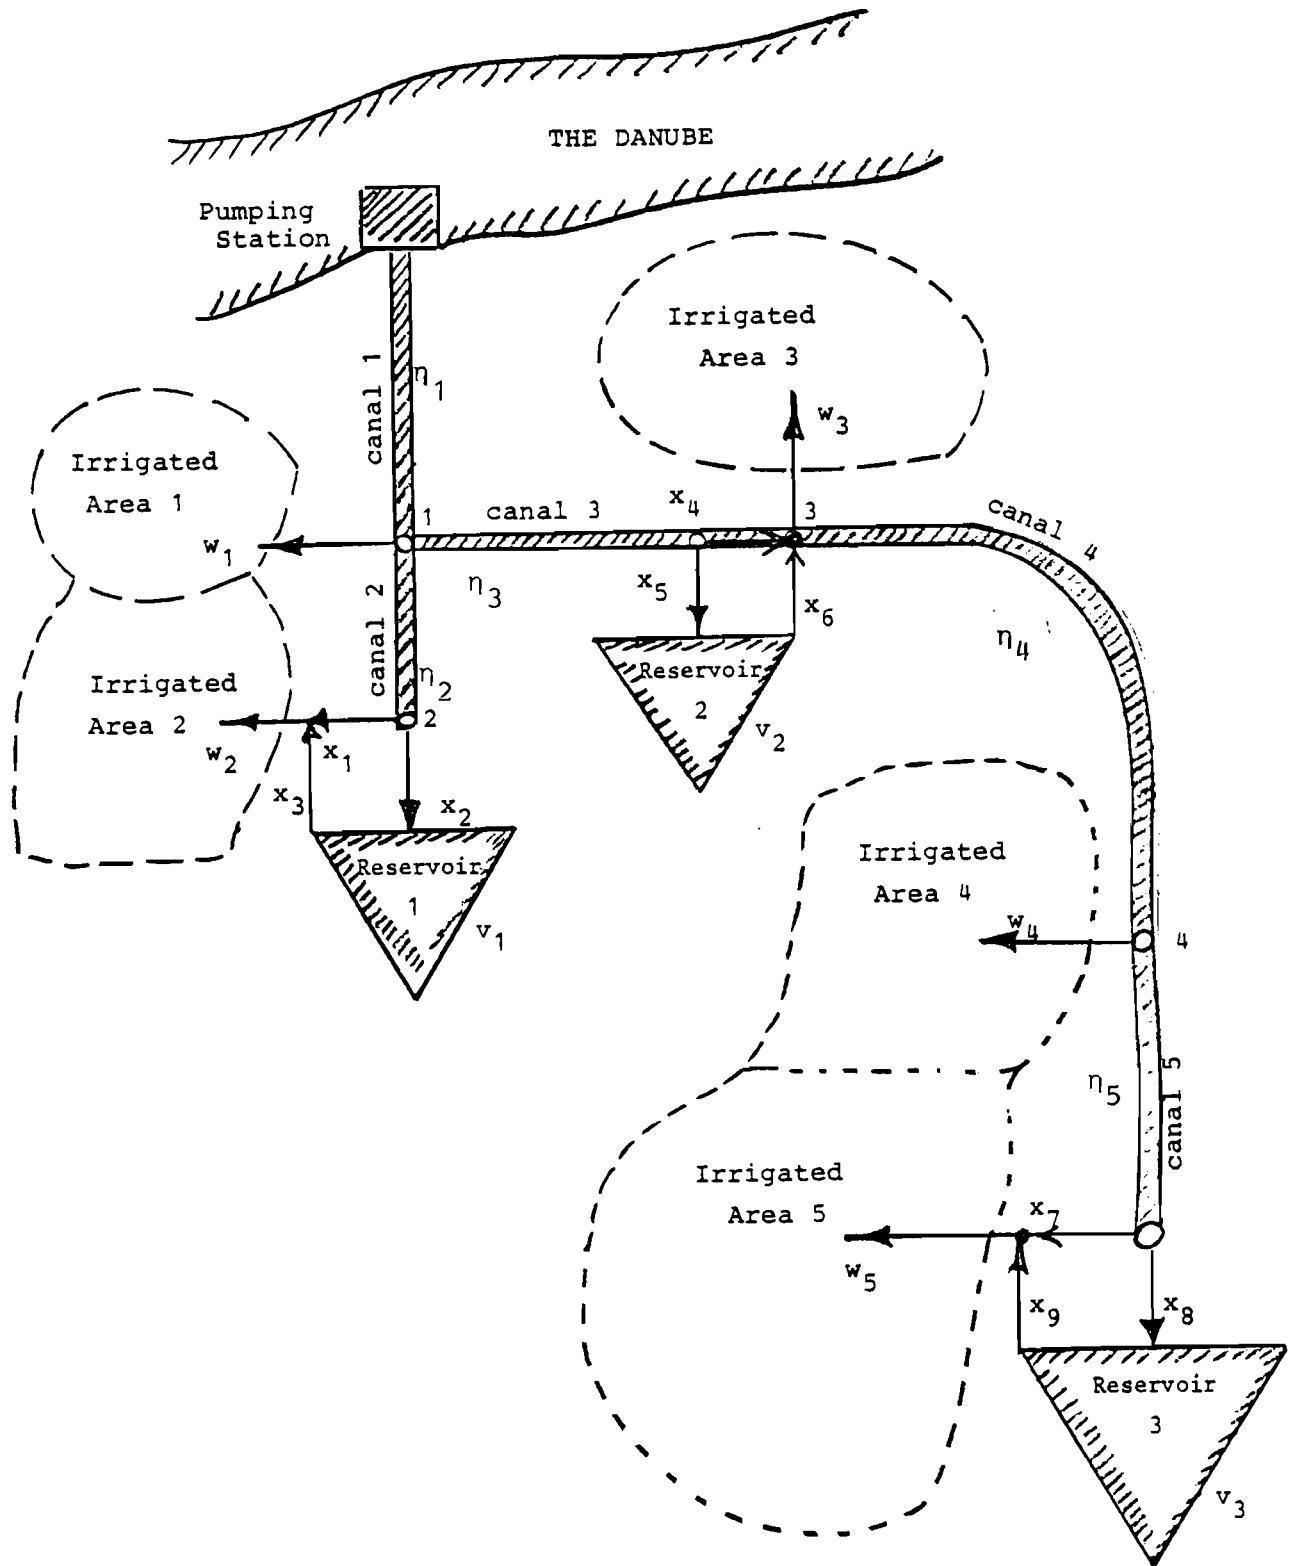 THE DANUBE
Pumping
Station
canal 1
η1
Irrigated
Area 3
w3
Irrigated
Area 1
w1
1
canal 3
x4
3
canal 4
η3
x5
x6
η4
canal 2
η2
2
Irrigated
Area 2
w2
x1
x3
x2
Reservoir
1
v1
Reservoir
2
v2
Irrigated
Area 4
w4
4
η5
canal 5
Irrigated
Area 5
w5
x7
x9
x8
Reservoir
3
v3